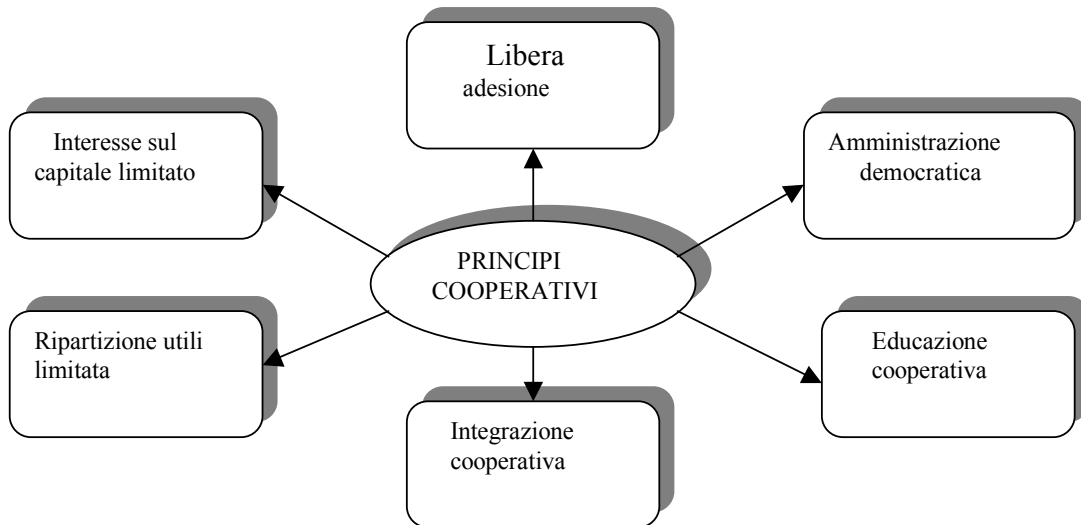 Libera
adesione
Interesse sul
capitale limitato
Amministrazione
democratica
PRINCIPI
COOPERATIVI
Ripartizione utili
limitata
Educazione
cooperativa
Integrazione
cooperativa